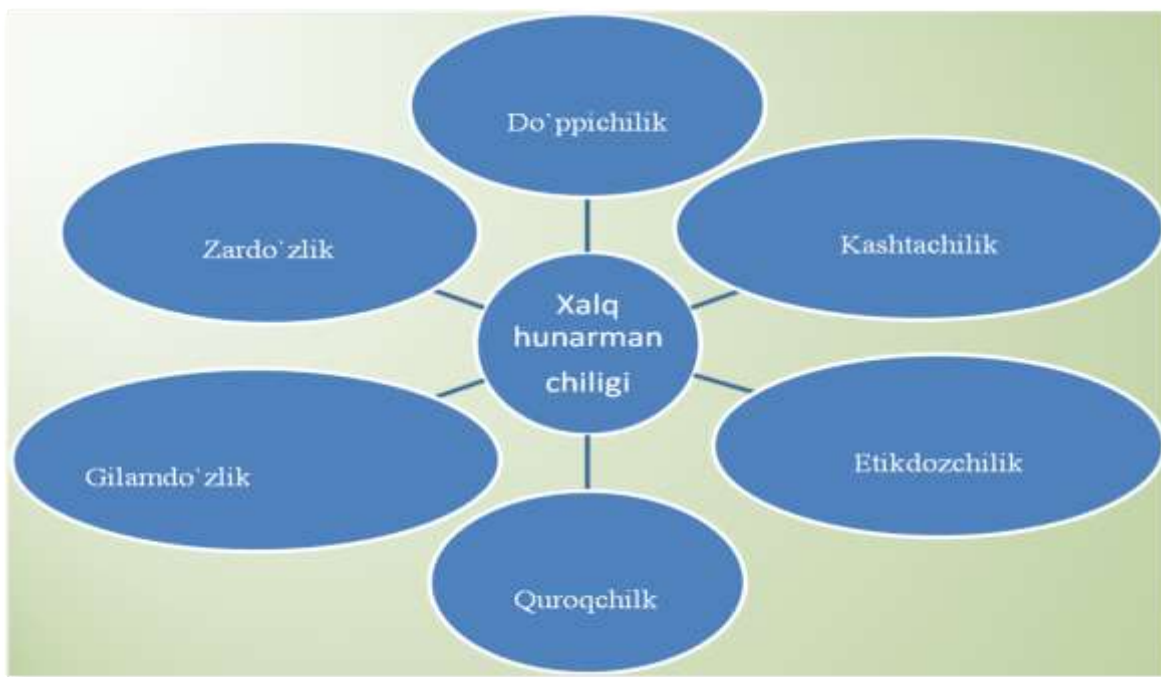 Do`ppichilik
Zardo`zlik
Kashtachilik
Xalq
hunarman
chiligi
Gilamdo`zlik
Etikdozchilik
Quroqchilk